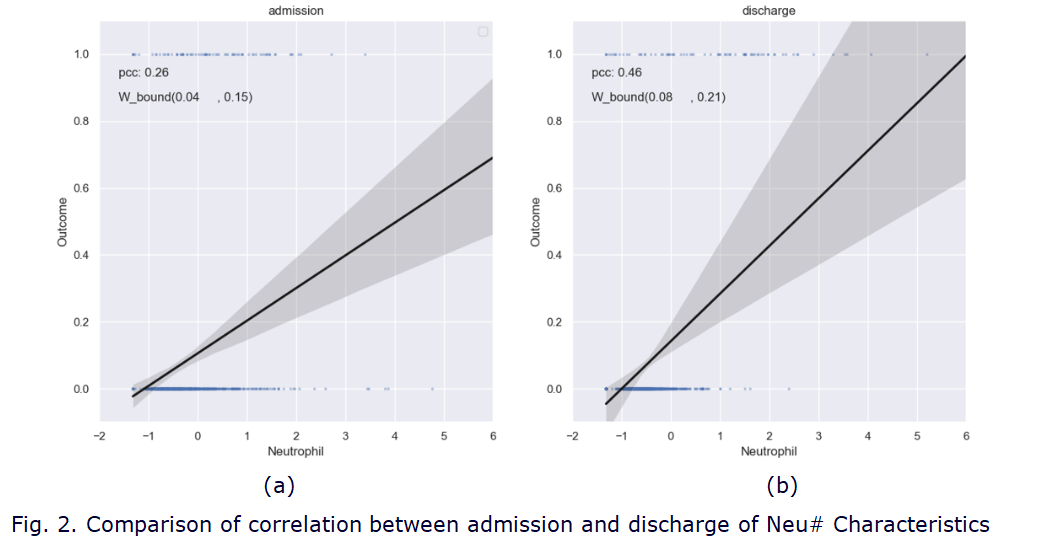 admission
1.0
pcc: 0.26
W_bound(0.04 , 0.15)
0.8
0.6
Outcome
0.4
0.2
0.0
−2 −1 0 1 2 3 4 5 6
Neutrophil
(a)
discharge
1.0
pcc: 0.46
W_bound(0.08 , 0.21)
0.8
0.6
Outcome
0.4
0.2
0.0
−2 −1 0 1 2 3 4 5 6
Neutrophil
(b)
Fig. 2. Comparison of correlation between admission and discharge of Neu# Characteristics